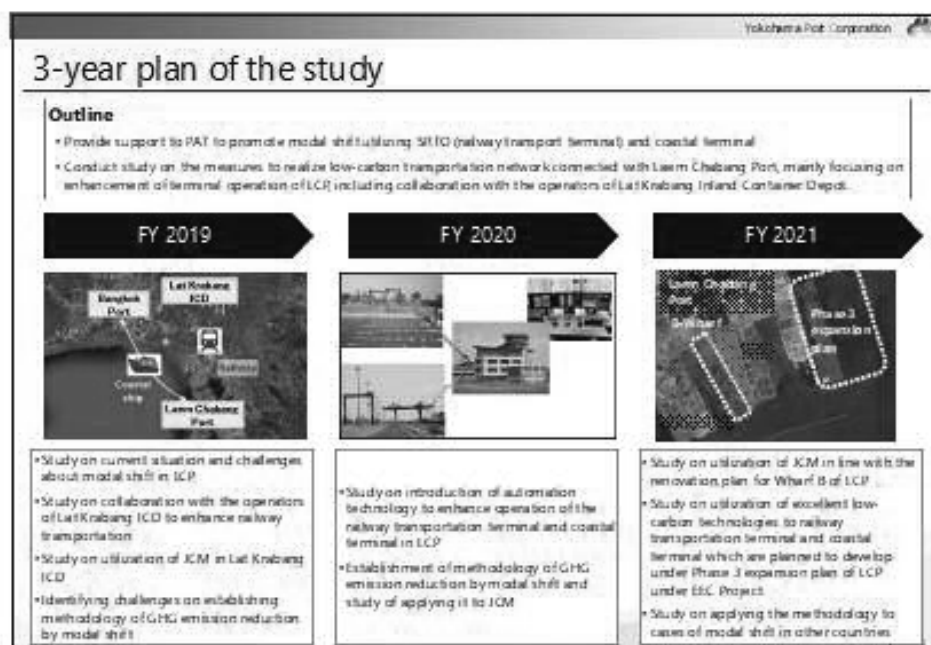 Yokohama Port Corporation
3-year plan of the study
Outline
• Provide support to PAT to promote modal shift utilizing SRTO (railway transport terminal) and coastal terminal
• Conduct study on the measures to realize low-carbon transportation network connected with Laem Chabang Port, mainly focusing on
enhancement of terminal operation of LCP, including collaboration with the operators of Lat Krabang Inland Container Depot.
FY 2019
FY 2020
FY 2021
Bangkok
Port
Lat Krabang
ICD
Railway
Coastal
ship
Laem Chabang
Port
Laem Chabang
Port
B wharf
Phase 3
expansion
plan
• Study on current situation and challenges
about modal shift in LCP
• Study on collaboration with the operators
of Lat Krabang ICD to enhance railway
transportation
• Study on utilization of JCM in Lat Krabang
ICD
• Identifying challenges on establishing
methodology of GHG emission reduction
by modal shift
• Study on introduction of automation
technology to enhance operation of the
railway transportation terminal and coastal
terminal in LCP
• Establishment of methodology of GHG
emission reduction by modal shift and
study of applying it to JCM
• Study on utilization of JCM in line with the
renovation plan for Wharf B of LCP
• Study on utilization of excellent low-
carbon technologies to railway
transportation terminal and coastal
terminal which are planned to develop
under Phase 3 expansion plan of LCP
under EEC Project
• Study on applying the methodology to
cases of modal shift in other countries